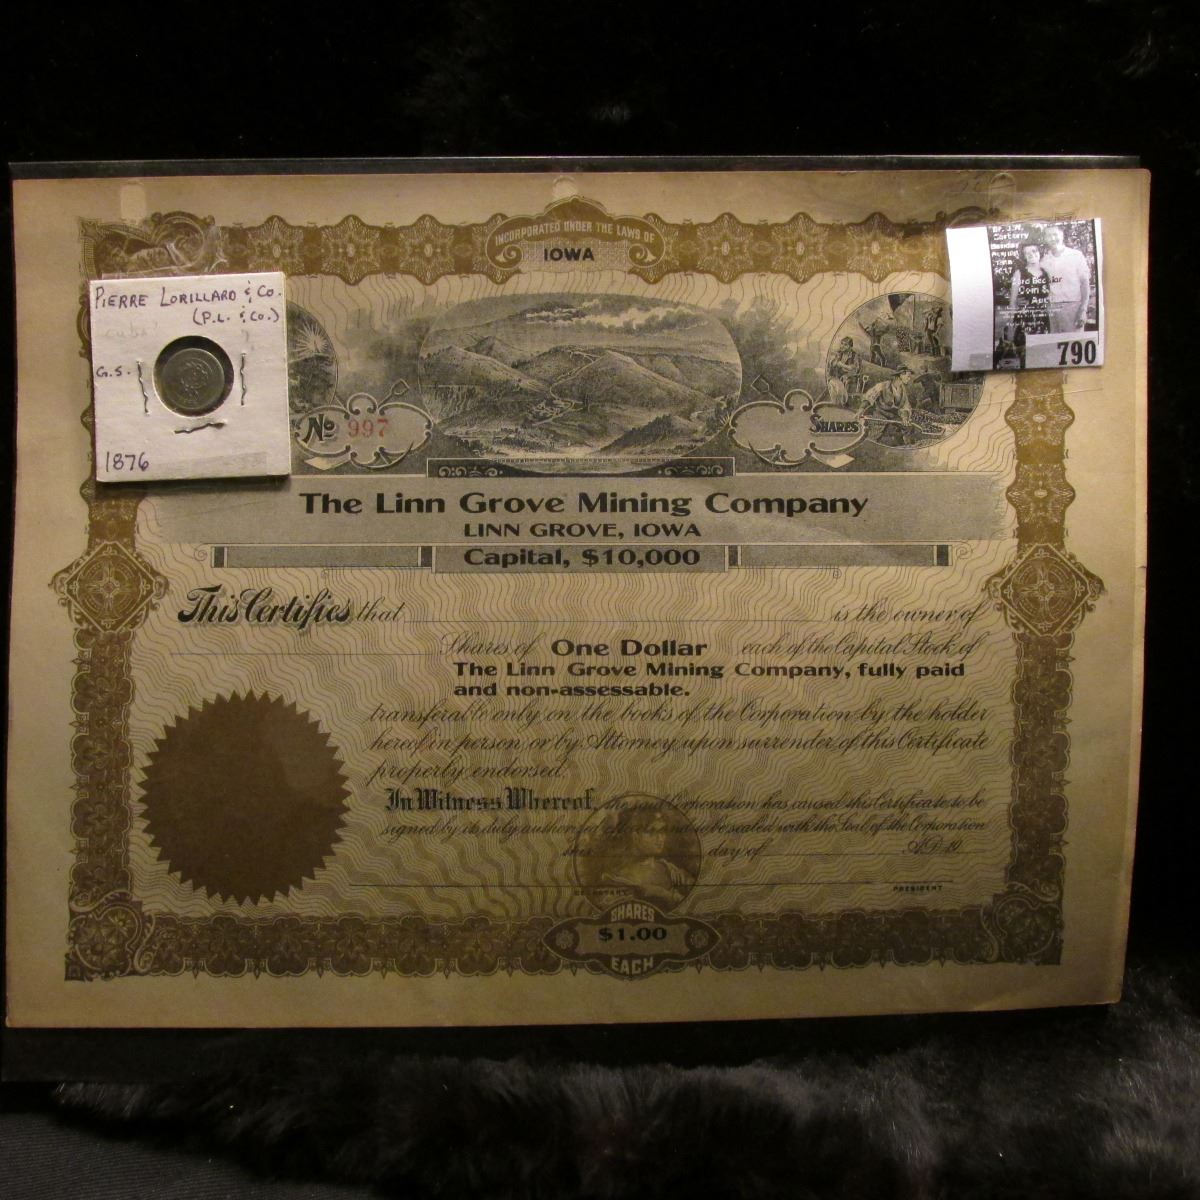 INCORPORATED UNDER THE LAWS OF
IOWA
PIERRE LORILLARD & CO.
(P.L. & CO.)
G.S.
1876
790
No 997
SHARES
The Linn Grove Mining Company
LINN GROVE, IOWA
Capital, $10,000
This Certifies that is the owner of
Shares of One Dollar each of the Capital Stock of
The Linn Grove Mining Company, fully paid
and non-assessable.
transferable only on the books of the Corporation by the holder
hereof in person or by Attorney upon surrender of this Certificate
properly endorsed.
In Witness Whereof, the said Corporation has caused this Certificate to be
signed by its duly authorized officers and to be sealed with the Seal of the Corporation
this day of A.D. 19
SECRETARY PRESIDENT
SHARES
$1.00
EACH